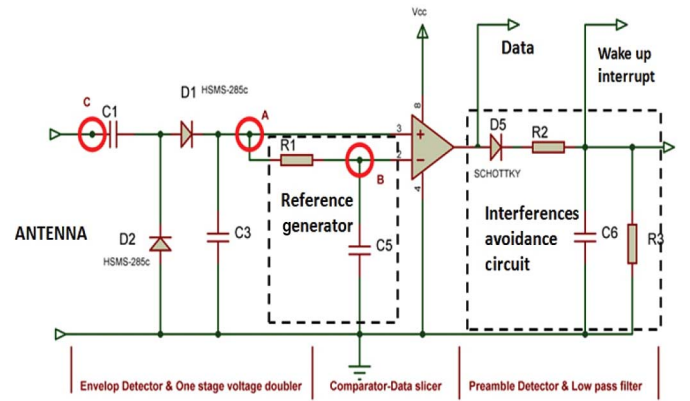 Vcc
Data
Wake up
interrupt
D1 HSMS-285c
C
C1
A
D5
R2
8
3
+
R1
2
−
B
4
SCHOTTKY
Reference
generator
Interferences
avoidance
circuit
ANTENNA
D2
HSMS-285c
C3
C5
C6
R3
Envelop Detector & One stage voltage doubler
Comparator-Data slicer
Preamble Detector & Low pass filter